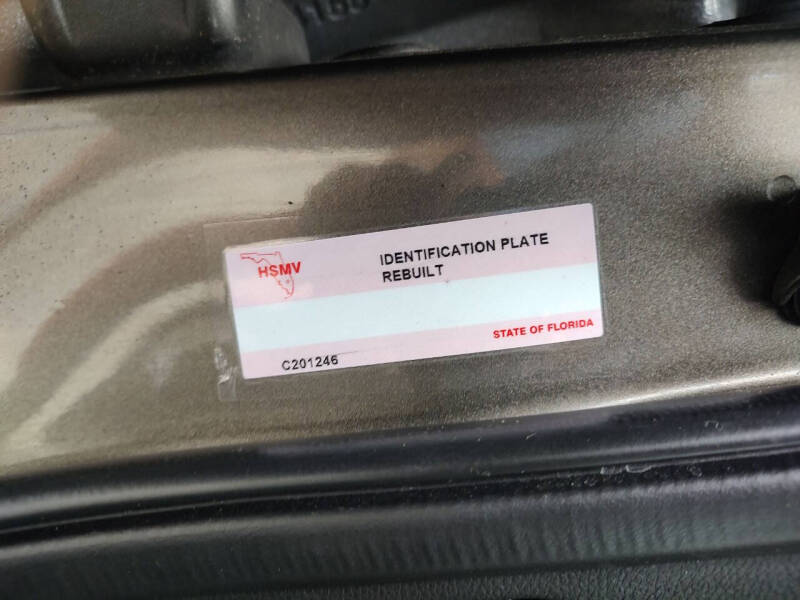 HSMV
IDENTIFICATION PLATE
REBUILT
STATE OF FLORIDA
C201246